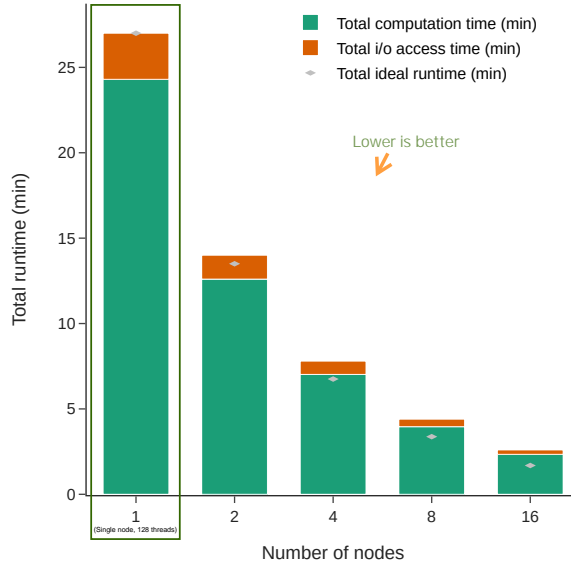 Total computation time (min)
Total i/o access time (min)
Total ideal runtime (min)
Lower is better
Total runtime (min)
25
20
15
10
5
0
1
2
4
8
16
(Single node, 128 threads)
Number of nodes